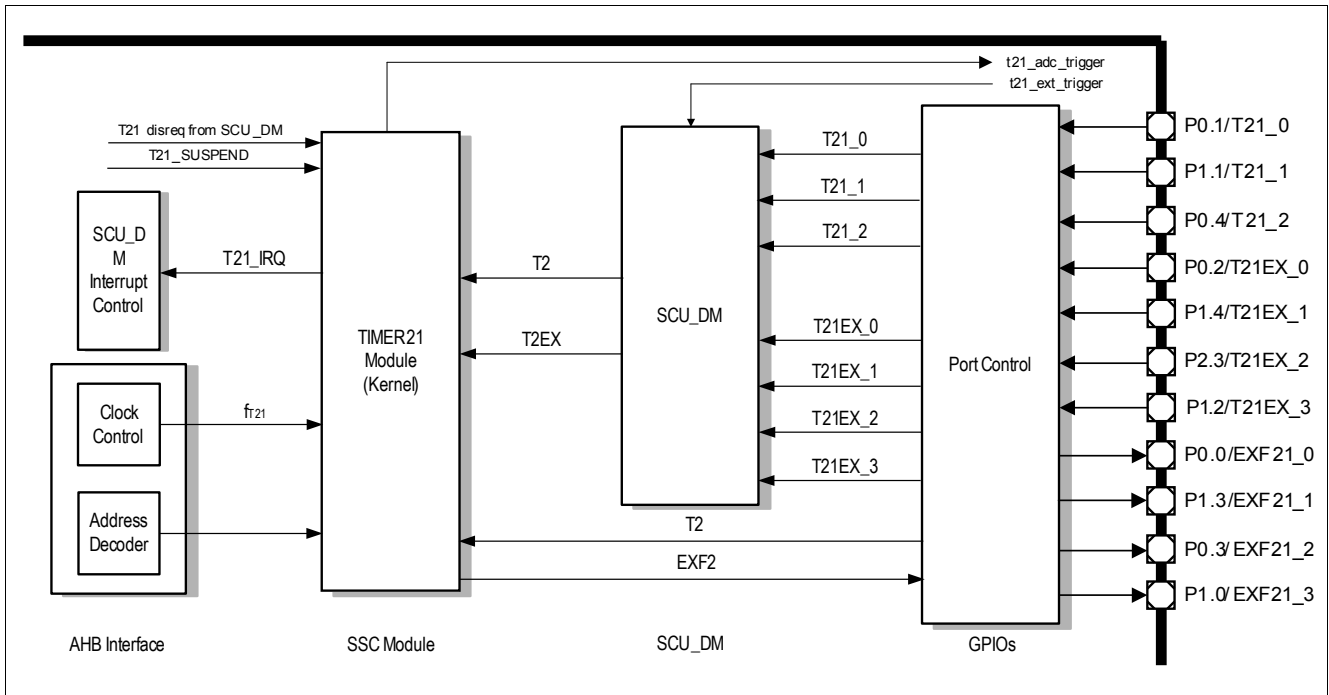 t21_adc_trigger
t21_ext_trigger
T21 disreq from SCU_DM
T21_SUSPEND
SCU_D
M
Interrupt
Control
T21_IRQ
Clock
Control
fT21
Address
Decoder
AHB Interface
TIMER21
Module
(Kernel)
SSC Module
T2
T2EX
SCU_DM
SCU_DM
T21_0
T21_1
T21_2
T21EX_0
T21EX_1
T21EX_2
T21EX_3
T2
EXF2
Port Control
GPIOs
P0.1/T21_0
P1.1/T21_1
P0.4/T21_2
P0.2/T21EX_0
P1.4/T21EX_1
P2.3/T21EX_2
P1.2/T21EX_3
P0.0/EXF21_0
P1.3/EXF21_1
P0.3/EXF21_2
P1.0/EXF21_3